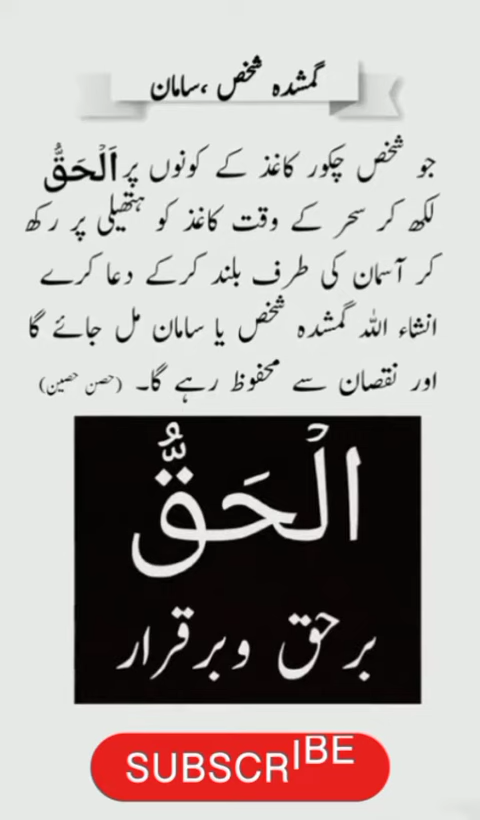 گمشدہ شخص ،سامان
جو شخص چکور کاغذ کے کونوں پر اَلْحَقُّ
لکھ کر سحر کے وقت کاغذ کو ہتھیلی پر رکھ
کر آسمان کی طرف بلند کرکے دعا کرے
انشاء اللہ گمشدہ شخص یا سامان مل جائے گا
اور نقصان سے محفوظ رہے گا۔ (حصن حصین)
الْحَقُّ
برحق وبرقرار
SUBSCRIBE